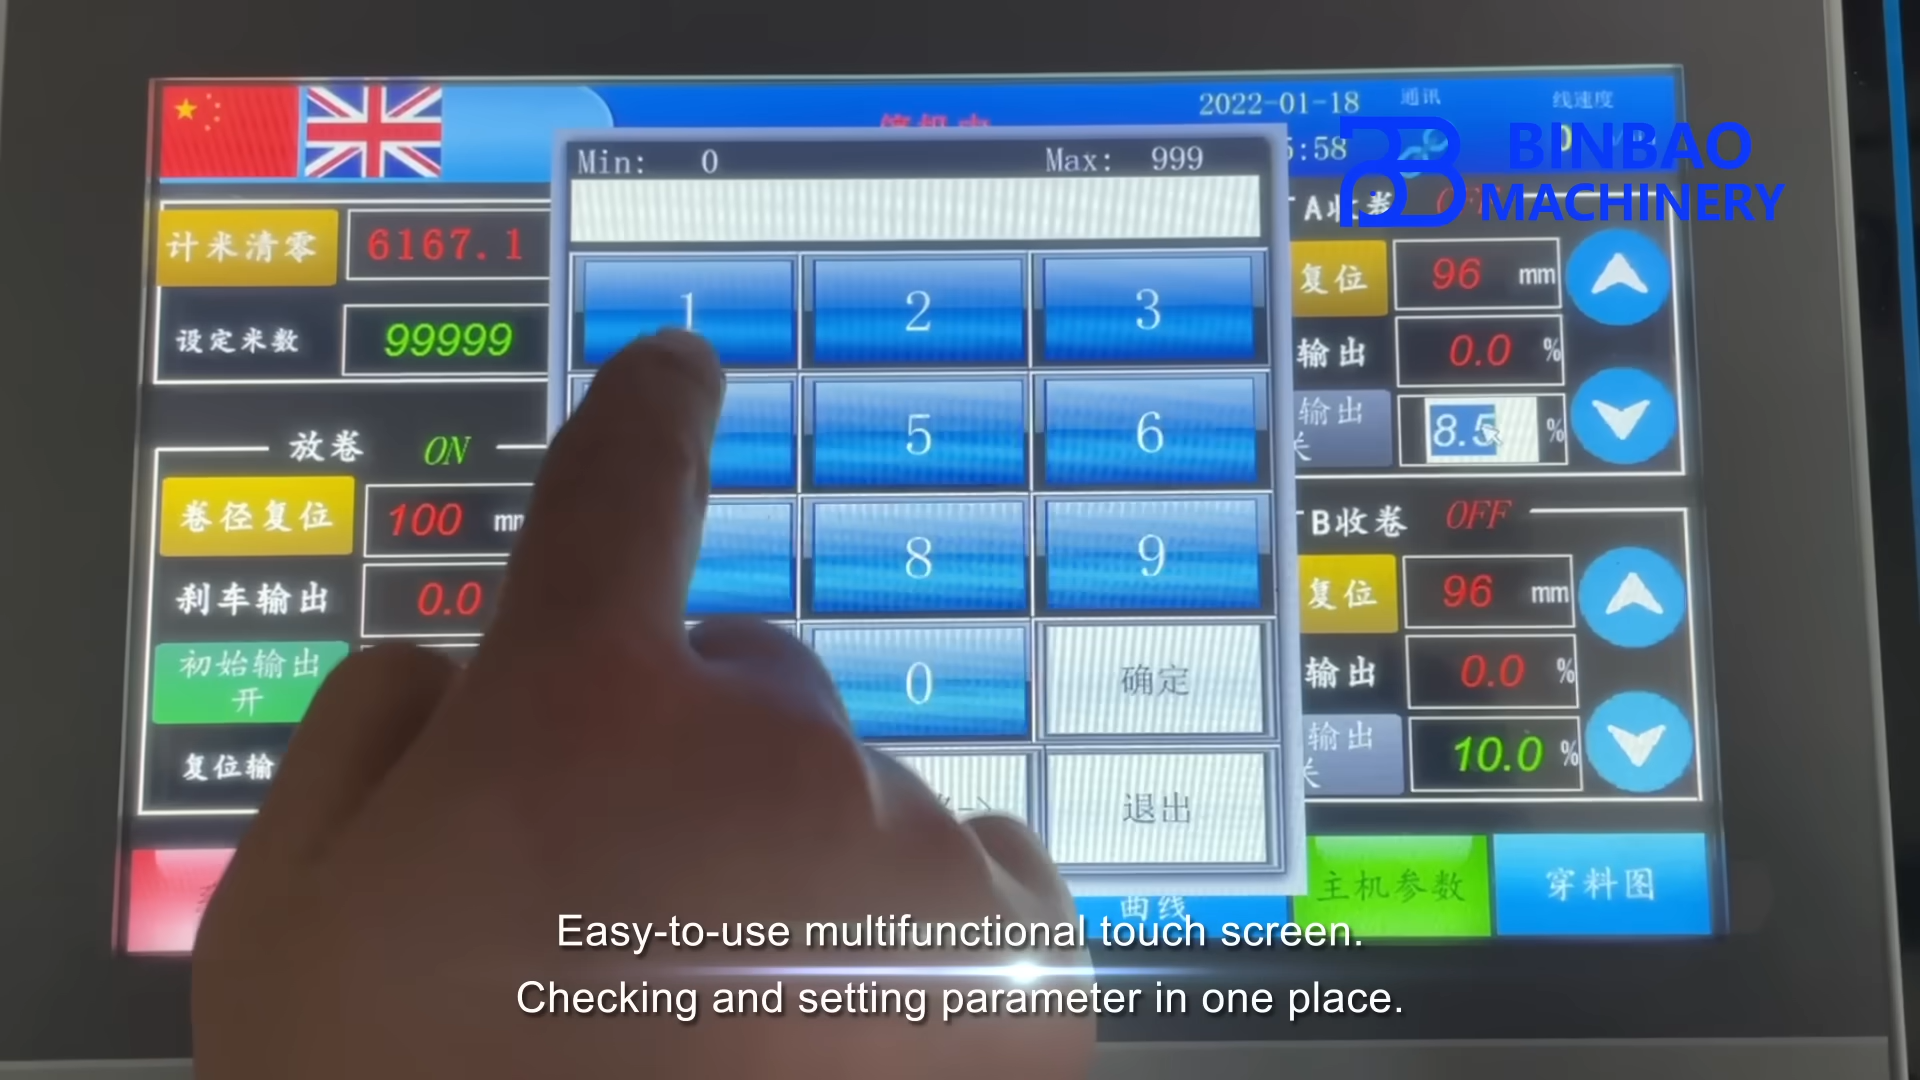 2022-01-18
通讯
线速度
5:58
BINBAO
MACHINERY
Min: 0
Max: 999
计米清零
6167.1
设定米数
99999
放卷
ON
卷径复位
100
刹车输出
0.0
初始输出
开
复位输
1
2
3
5
6
8
9
0
确定
退出
A收卷
复位
96 mm
输出
0.0 %
输出
8.5 %
B收卷
OFF
复位
96 mm
输出
0.0 %
输出
10.0 %
曲线
主机参数
穿料图
Easy-to-use multifunctional touch screen.
Checking and setting parameter in one place.